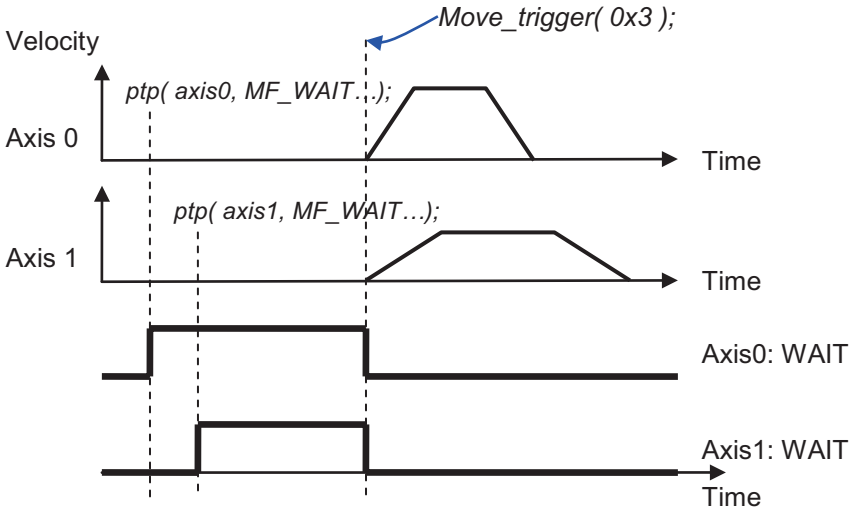 Move_trigger( 0x3 );
Velocity
ptp( axis0, MF_WAIT…);
Axis 0
Time
ptp( axis1, MF_WAIT…);
Axis 1
Time
Axis0: WAIT
Axis1: WAIT
Time